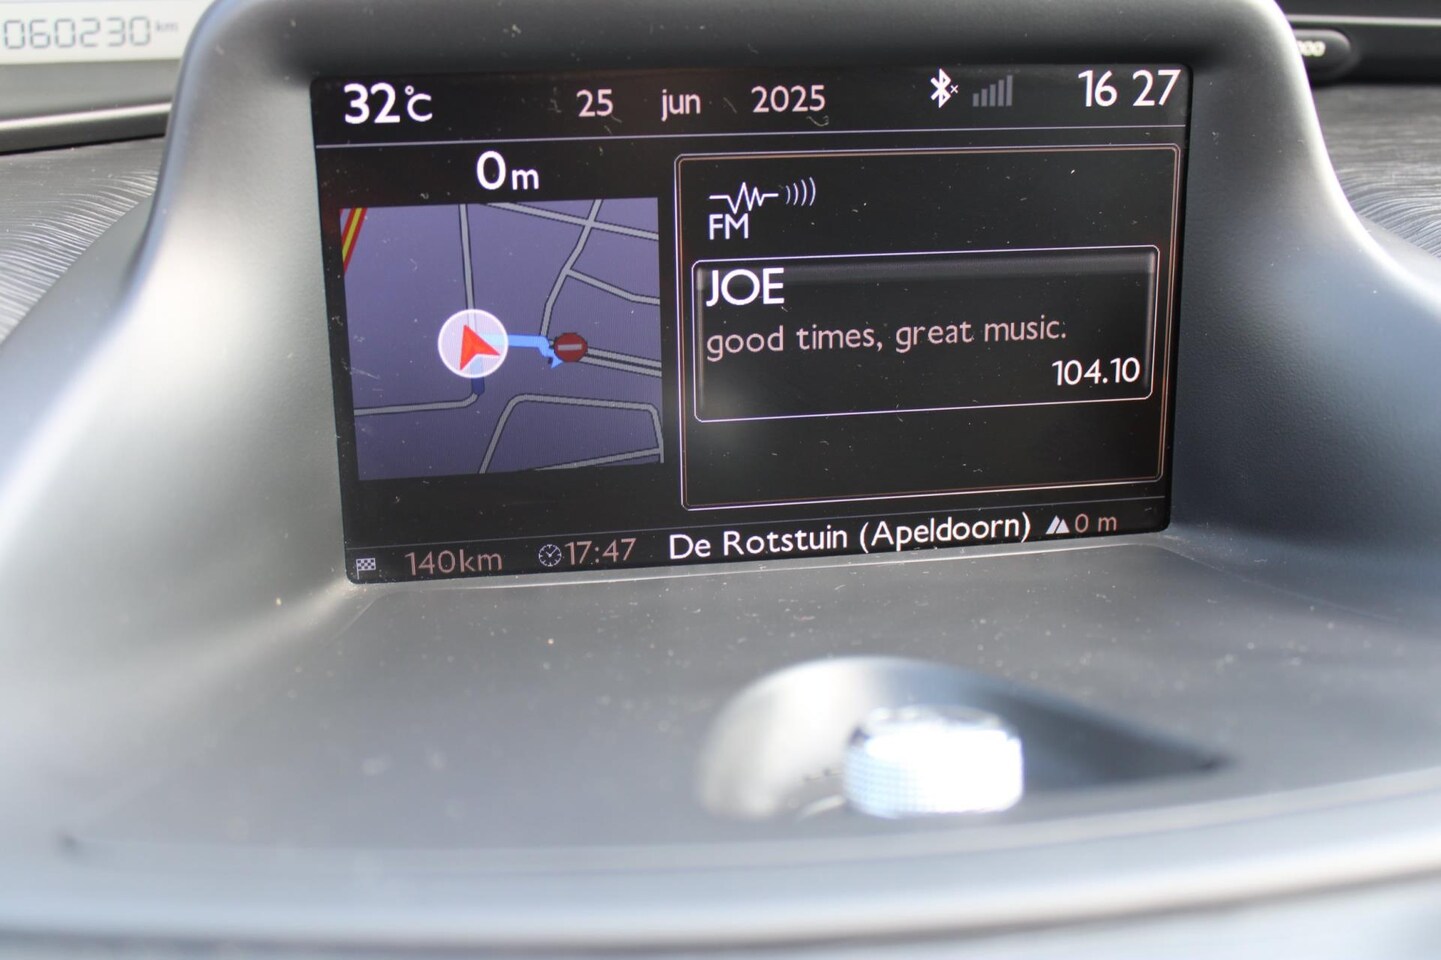 060230 km
32°C 25 jun 2025 16 27
0m
FM
JOE
good times, great music.
104.10
140km 17:47 De Rotstuin (Apeldoorn) 0 m